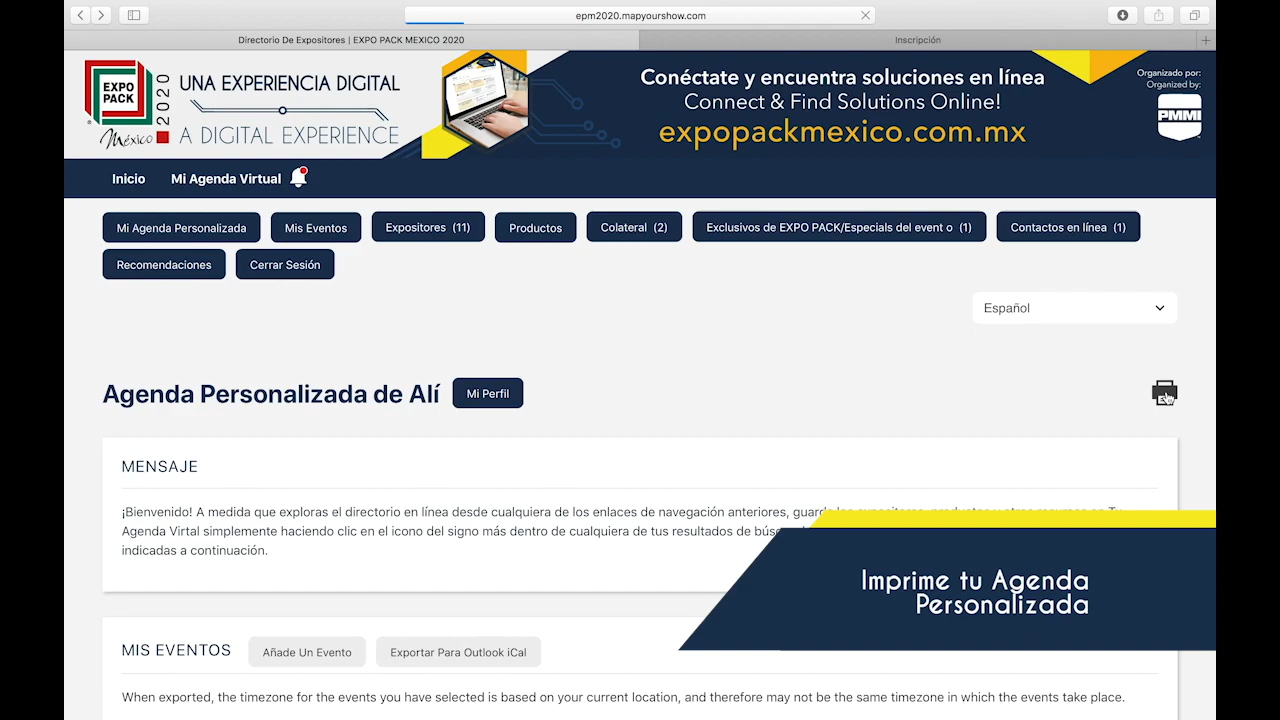 epm2020.mapyourshow.com
Directorio De Expositores | EXPO PACK MEXICO 2020
Inscripción
EXPO PACK
México 2020
UNA EXPERIENCIA DIGITAL
A DIGITAL EXPERIENCE
Conéctate y encuentra soluciones en línea
Connect & Find Solutions Online!
expopackmexico.com.mx
Organizado por:
Organized by:
PMMI
Inicio
Mi Agenda Virtual
Mi Agenda Personalizada
Mis Eventos
Expositores (11)
Productos
Colateral (2)
Exclusivos de EXPO PACK/Especials del event o (1)
Contactos en línea (1)
Recomendaciones
Cerrar Sesión
Español
Agenda Personalizada de Alí
Mi Perfil
MENSAJE
¡Bienvenido! A medida que exploras el directorio en línea desde cualquiera de los enlaces de navegación anteriores,
Agenda Virtal simplemente haciendo clic en el icono del signo más dentro de cualquiera de tus resultados de
indicadas a continuación.
Imprime tu Agenda
Personalizada
MIS EVENTOS
Añade Un Evento
Exportar Para Outlook iCal
When exported, the timezone for the events you have selected is based on your current location, and therefore may not be the same timezone in which the events take place.